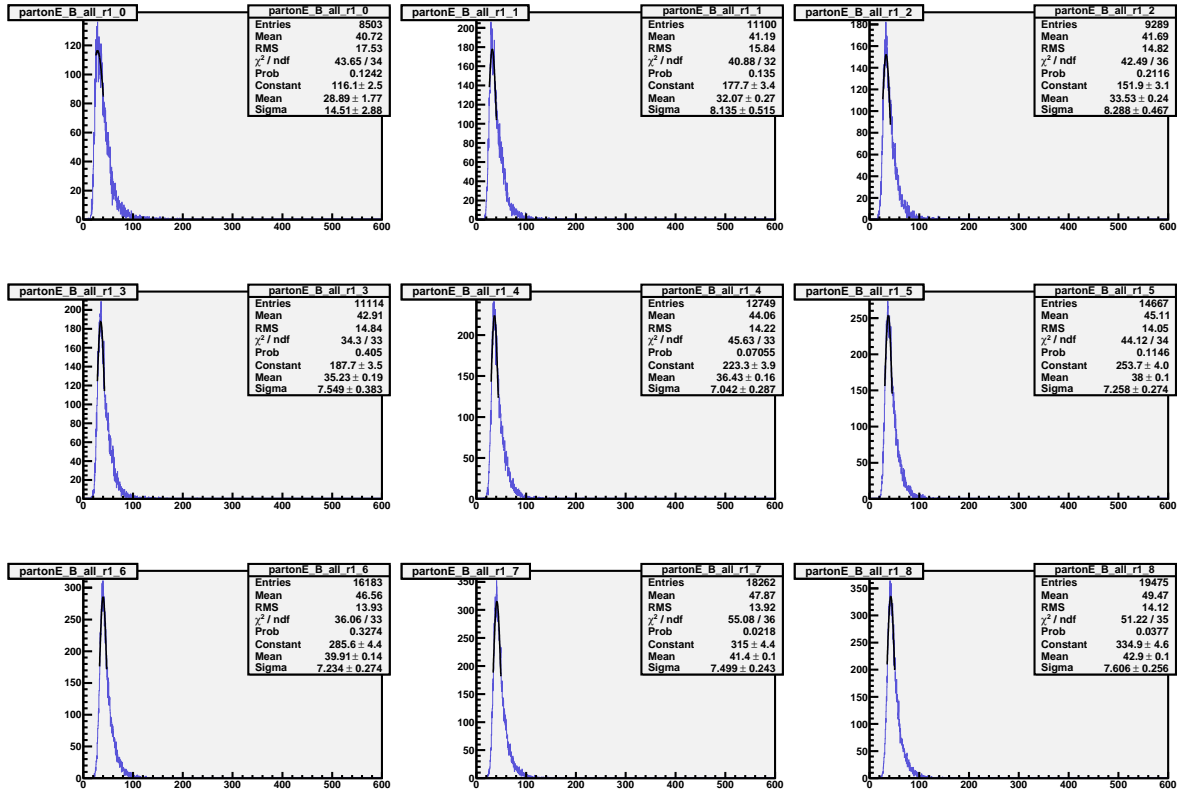 partonE_B_all_r1_0
partonE_B_all_r1_0
Entries 8503
Mean 40.72
RMS 17.53
χ² / ndf 43.65 / 34
Prob 0.1242
Constant 116.1 ± 2.5
Mean 28.89 ± 1.77
Sigma 14.51 ± 2.88
120
100
80
60
40
20
0
0 100 200 300 400 500 600
partonE_B_all_r1_1
partonE_B_all_r1_1
Entries 11100
Mean 41.19
RMS 15.84
χ² / ndf 40.88 / 32
Prob 0.135
Constant 177.7 ± 3.4
Mean 32.07 ± 0.27
Sigma 8.135 ± 0.515
200
180
160
140
120
100
80
60
40
20
0
0 100 200 300 400 500 600
partonE_B_all_r1_2
partonE_B_all_r1_2
Entries 9289
Mean 41.69
RMS 14.82
χ² / ndf 42.49 / 36
Prob 0.2116
Constant 151.9 ± 3.1
Mean 33.53 ± 0.24
Sigma 8.288 ± 0.467
180
160
140
120
100
80
60
40
20
0
0 100 200 300 400 500 600
partonE_B_all_r1_3
partonE_B_all_r1_3
Entries 11114
Mean 42.91
RMS 14.84
χ² / ndf 34.3 / 33
Prob 0.405
Constant 187.7 ± 3.5
Mean 35.23 ± 0.19
Sigma 7.549 ± 0.383
200
180
160
140
120
100
80
60
40
20
0
0 100 200 300 400 500 600
partonE_B_all_r1_4
partonE_B_all_r1_4
Entries 12749
Mean 44.06
RMS 14.22
χ² / ndf 45.63 / 33
Prob 0.07055
Constant 223.3 ± 3.9
Mean 36.43 ± 0.16
Sigma 7.042 ± 0.287
200
150
100
50
0
0 100 200 300 400 500 600
partonE_B_all_r1_5
partonE_B_all_r1_5
Entries 14667
Mean 45.11
RMS 14.05
χ² / ndf 44.12 / 34
Prob 0.1146
Constant 253.7 ± 4.0
Mean 38 ± 0.1
Sigma 7.258 ± 0.274
250
200
150
100
50
0
0 100 200 300 400 500 600
partonE_B_all_r1_6
partonE_B_all_r1_6
Entries 16183
Mean 46.56
RMS 13.93
χ² / ndf 36.06 / 33
Prob 0.3274
Constant 285.6 ± 4.4
Mean 39.91 ± 0.14
Sigma 7.234 ± 0.274
300
250
200
150
100
50
0
0 100 200 300 400 500 600
partonE_B_all_r1_7
partonE_B_all_r1_7
Entries 18262
Mean 47.87
RMS 13.92
χ² / ndf 55.08 / 36
Prob 0.0218
Constant 315 ± 4.4
Mean 41.4 ± 0.1
Sigma 7.499 ± 0.243
350
300
250
200
150
100
50
0
0 100 200 300 400 500 600
partonE_B_all_r1_8
partonE_B_all_r1_8
Entries 19475
Mean 49.47
RMS 14.12
χ² / ndf 51.22 / 35
Prob 0.0377
Constant 334.9 ± 4.6
Mean 42.9 ± 0.1
Sigma 7.606 ± 0.256
350
300
250
200
150
100
50
0
0 100 200 300 400 500 600